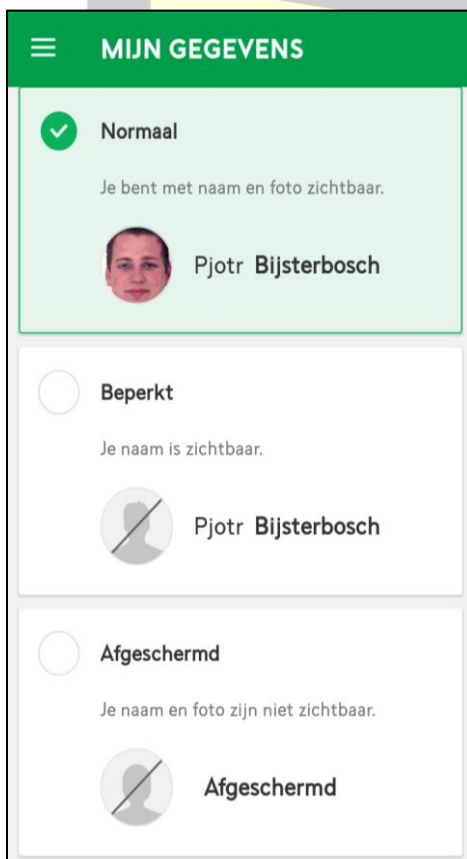 MIJN GEGEVENS
Normaal
Je bent met naam en foto zichtbaar.
Pjotr Bijsterbosch
Beperkt
Je naam is zichtbaar.
Pjotr Bijsterbosch
Afgeschermd
Je naam en foto zijn niet zichtbaar.
Afgeschermd